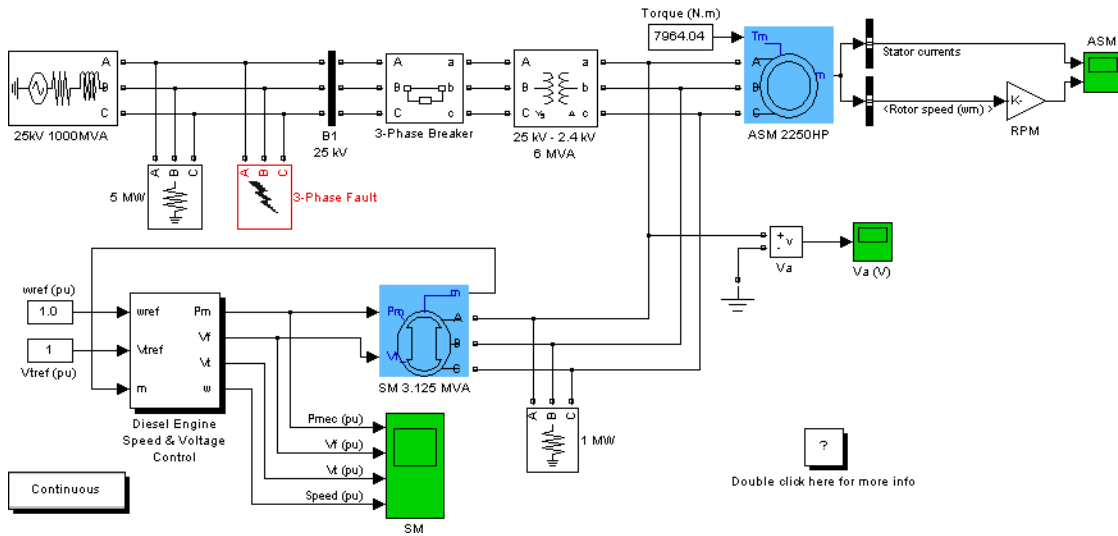 Torque (N.m)
7964.04
Tm
m
A
B
C
ASM 2250HP
Stator currents
<Rotor speed (wm) >
K-
RPM
ASM
A
B
C
25kV 1000MVA
B1
25 kV
A
B
C
a
b
c
3-Phase Breaker
A
B
C
Yg
Δ
a
b
c
25 kV - 2.4 kV
6 MVA
A B C
5 MW
A B C
3-Phase Fault
+
-
v
Va
Va (V)
wref (pu)
1.0
1
Vtref (pu)
wref
Vtref
m
Pm
Vf
Vt
w
Diesel Engine
Speed & Voltage
Control
Pm
Vf
m
A
B
C
SM 3.125 MVA
A B C
1 MW
Pmec (pu)
Vf (pu)
Vt (pu)
Speed (pu)
SM
?
Double click here for more info
Continuous